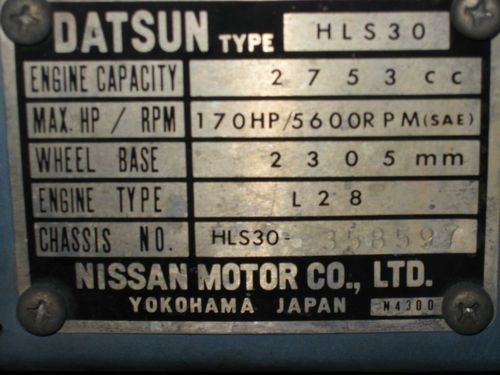 DATSUN TYPE HLS30
ENGINE CAPACITY 2753cc
MAX. HP / RPM 170HP/5600RPM(SAE)
WHEEL BASE 2305mm
ENGINE TYPE L28
CHASSIS NO. HLS30-358597
NISSAN MOTOR CO., LTD.
YOKOHAMA JAPAN N4300